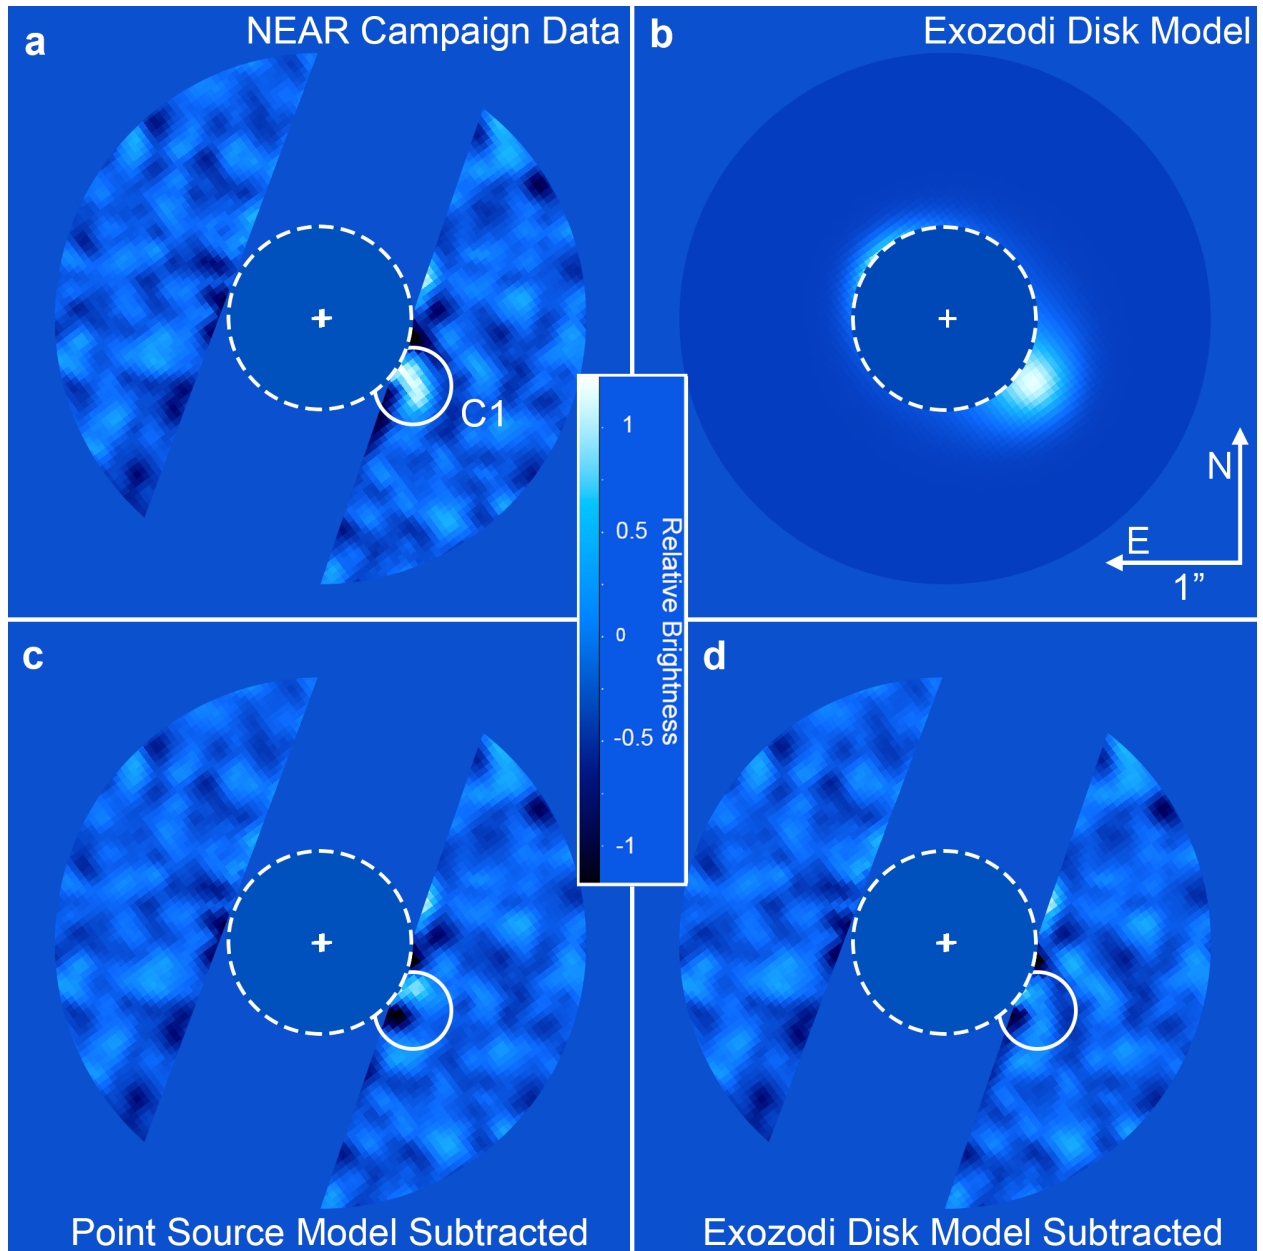 a
NEAR Campaign Data
b
Exozodi Disk Model
C1
N
E
1”
1
0.5
0
-0.5
-1
Relative Brightness
c
d
Point Source Model Subtracted
Exozodi Disk Model Subtracted